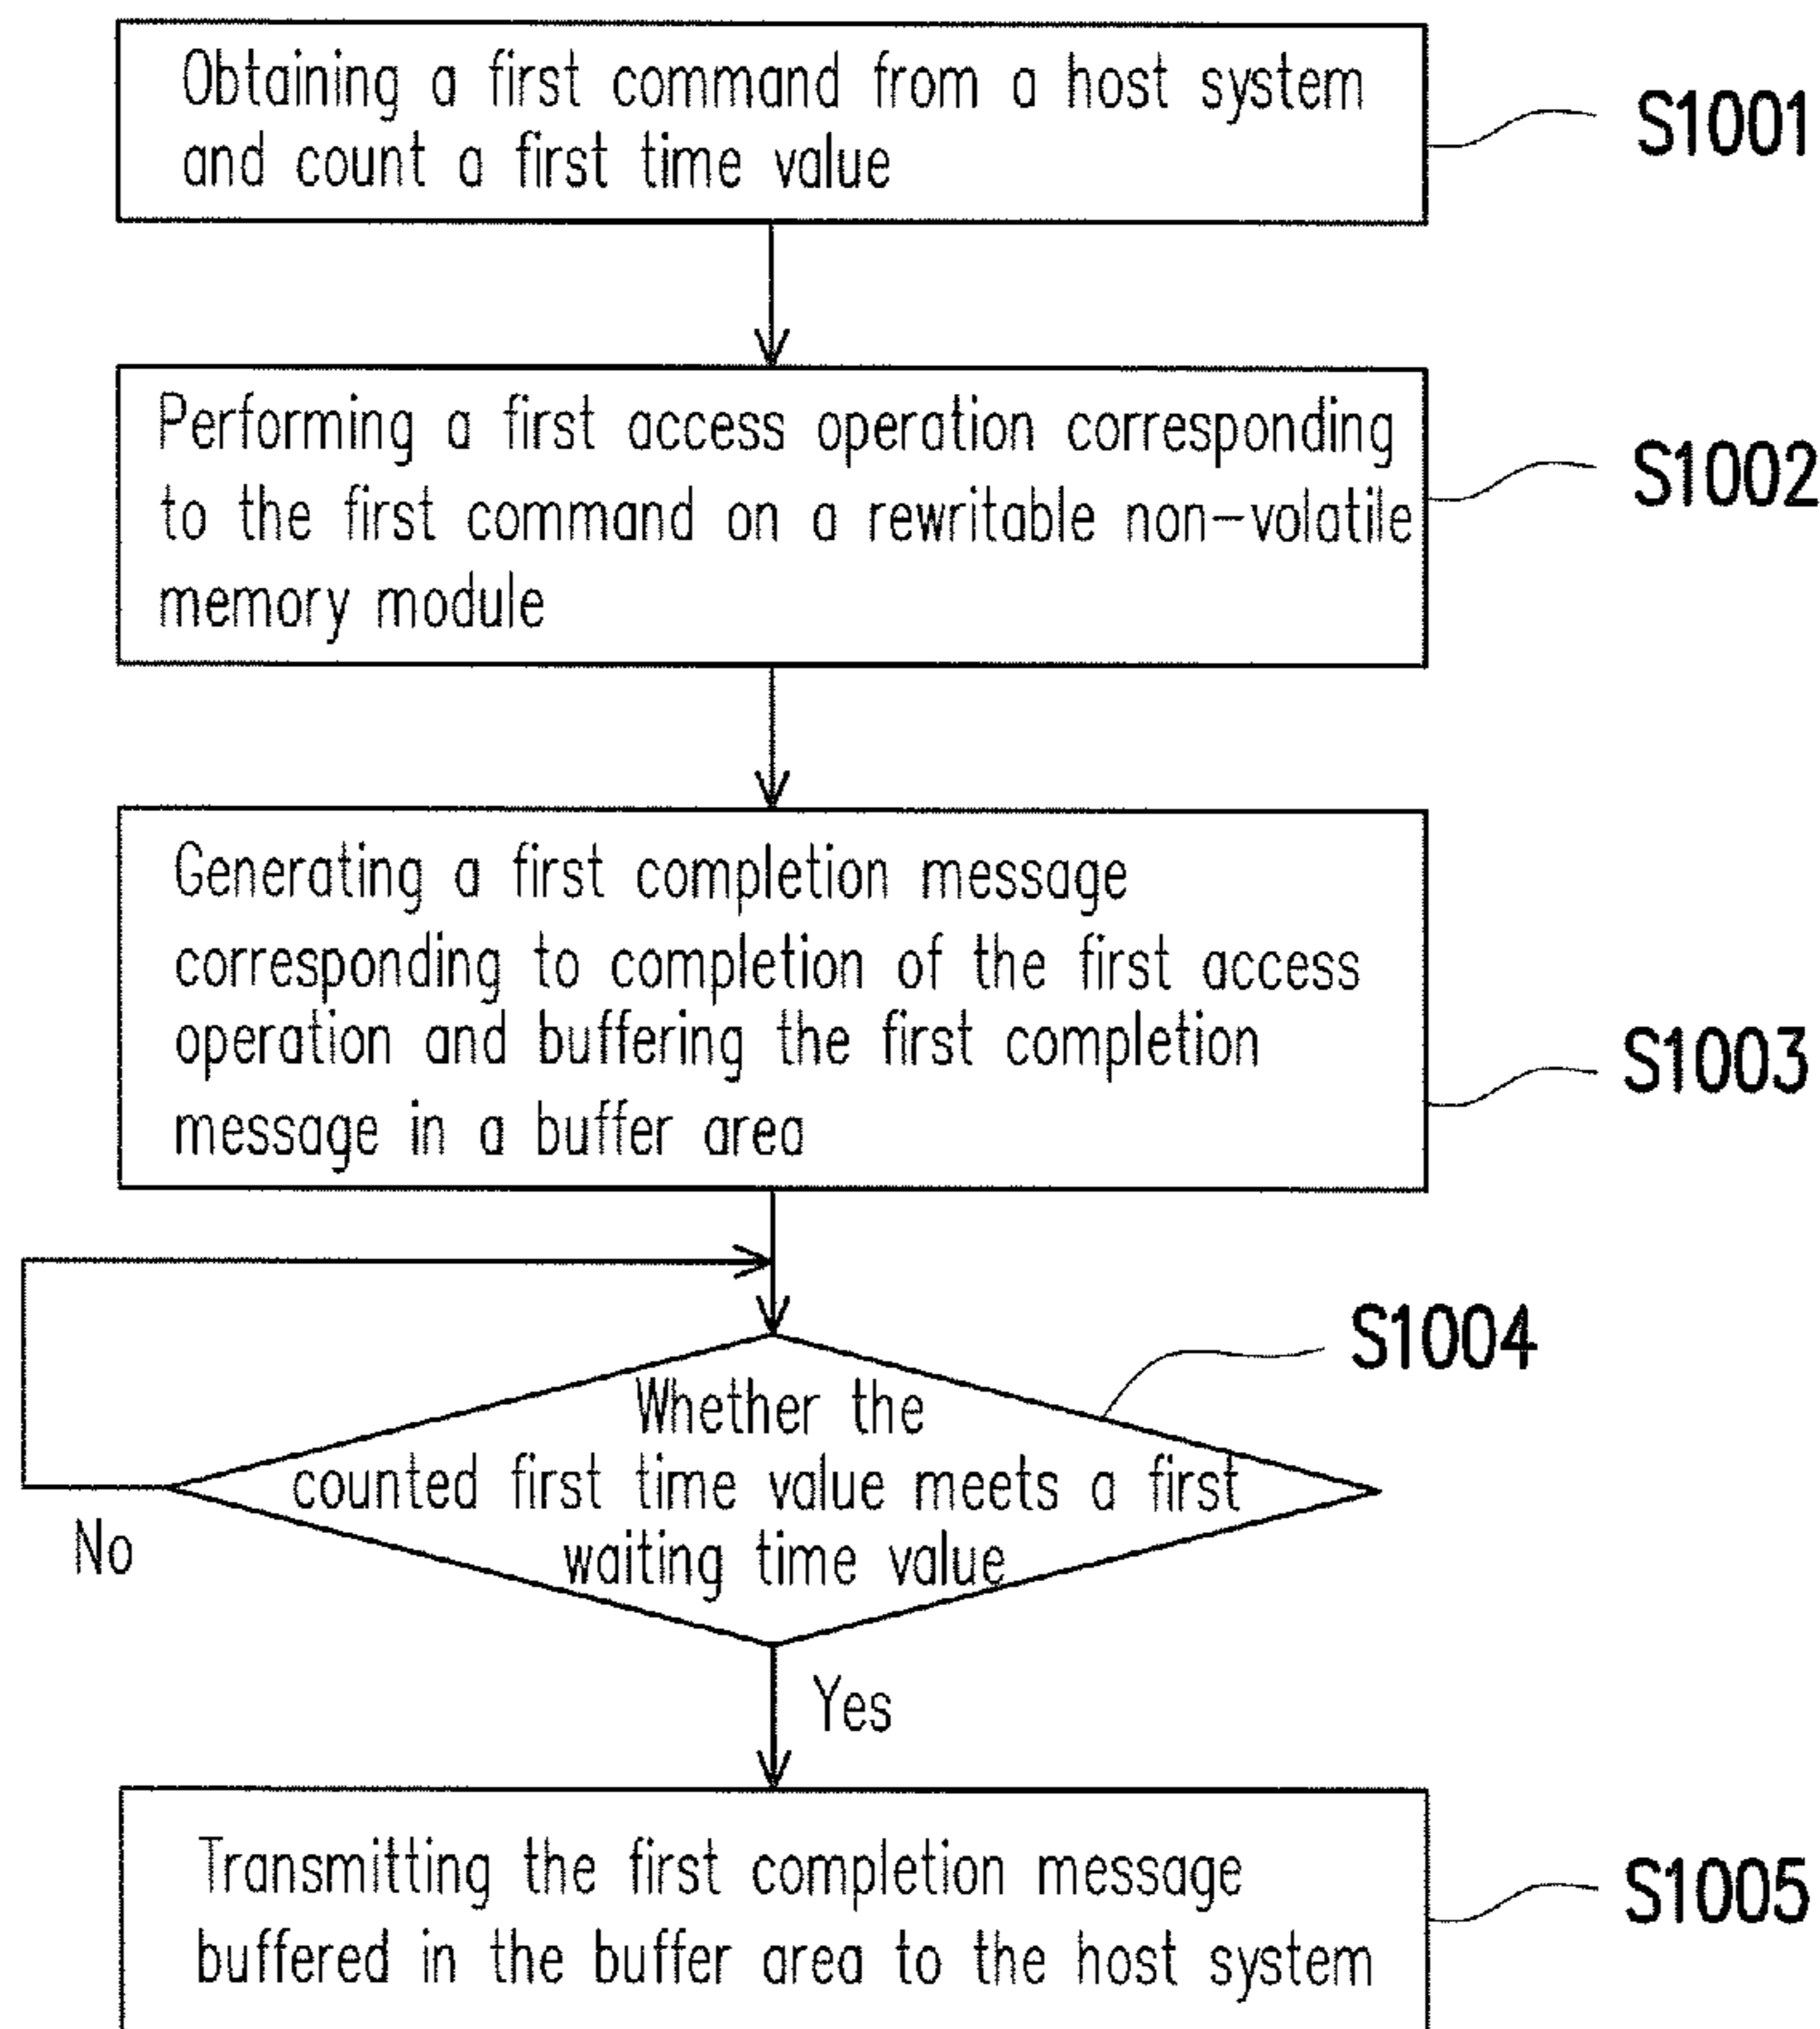 Obtaining a first command from a host system
and count a first time value
S1001
Performing a first access operation corresponding
to the first command on a rewritable non-volatile
memory module
S1002
Generating a first completion message
corresponding to completion of the first access
operation and buffering the first completion
message in a buffer area
S1003
S1004
Whether the
counted first time value meets a first
waiting time value
No
Yes
Transmitting the first completion message
buffered in the buffer area to the host system
S1005